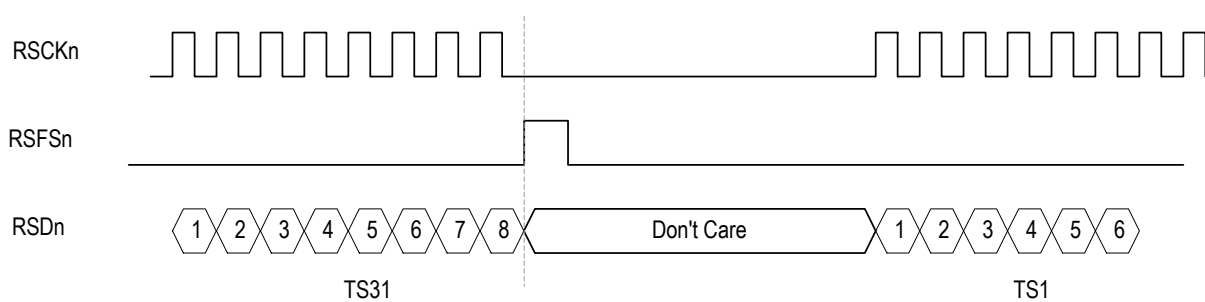 RSCKn
RSFSn
RSDn 1 2 3 4 5 6 7 8 Don't Care 1 2 3 4 5 6
TS31 TS1